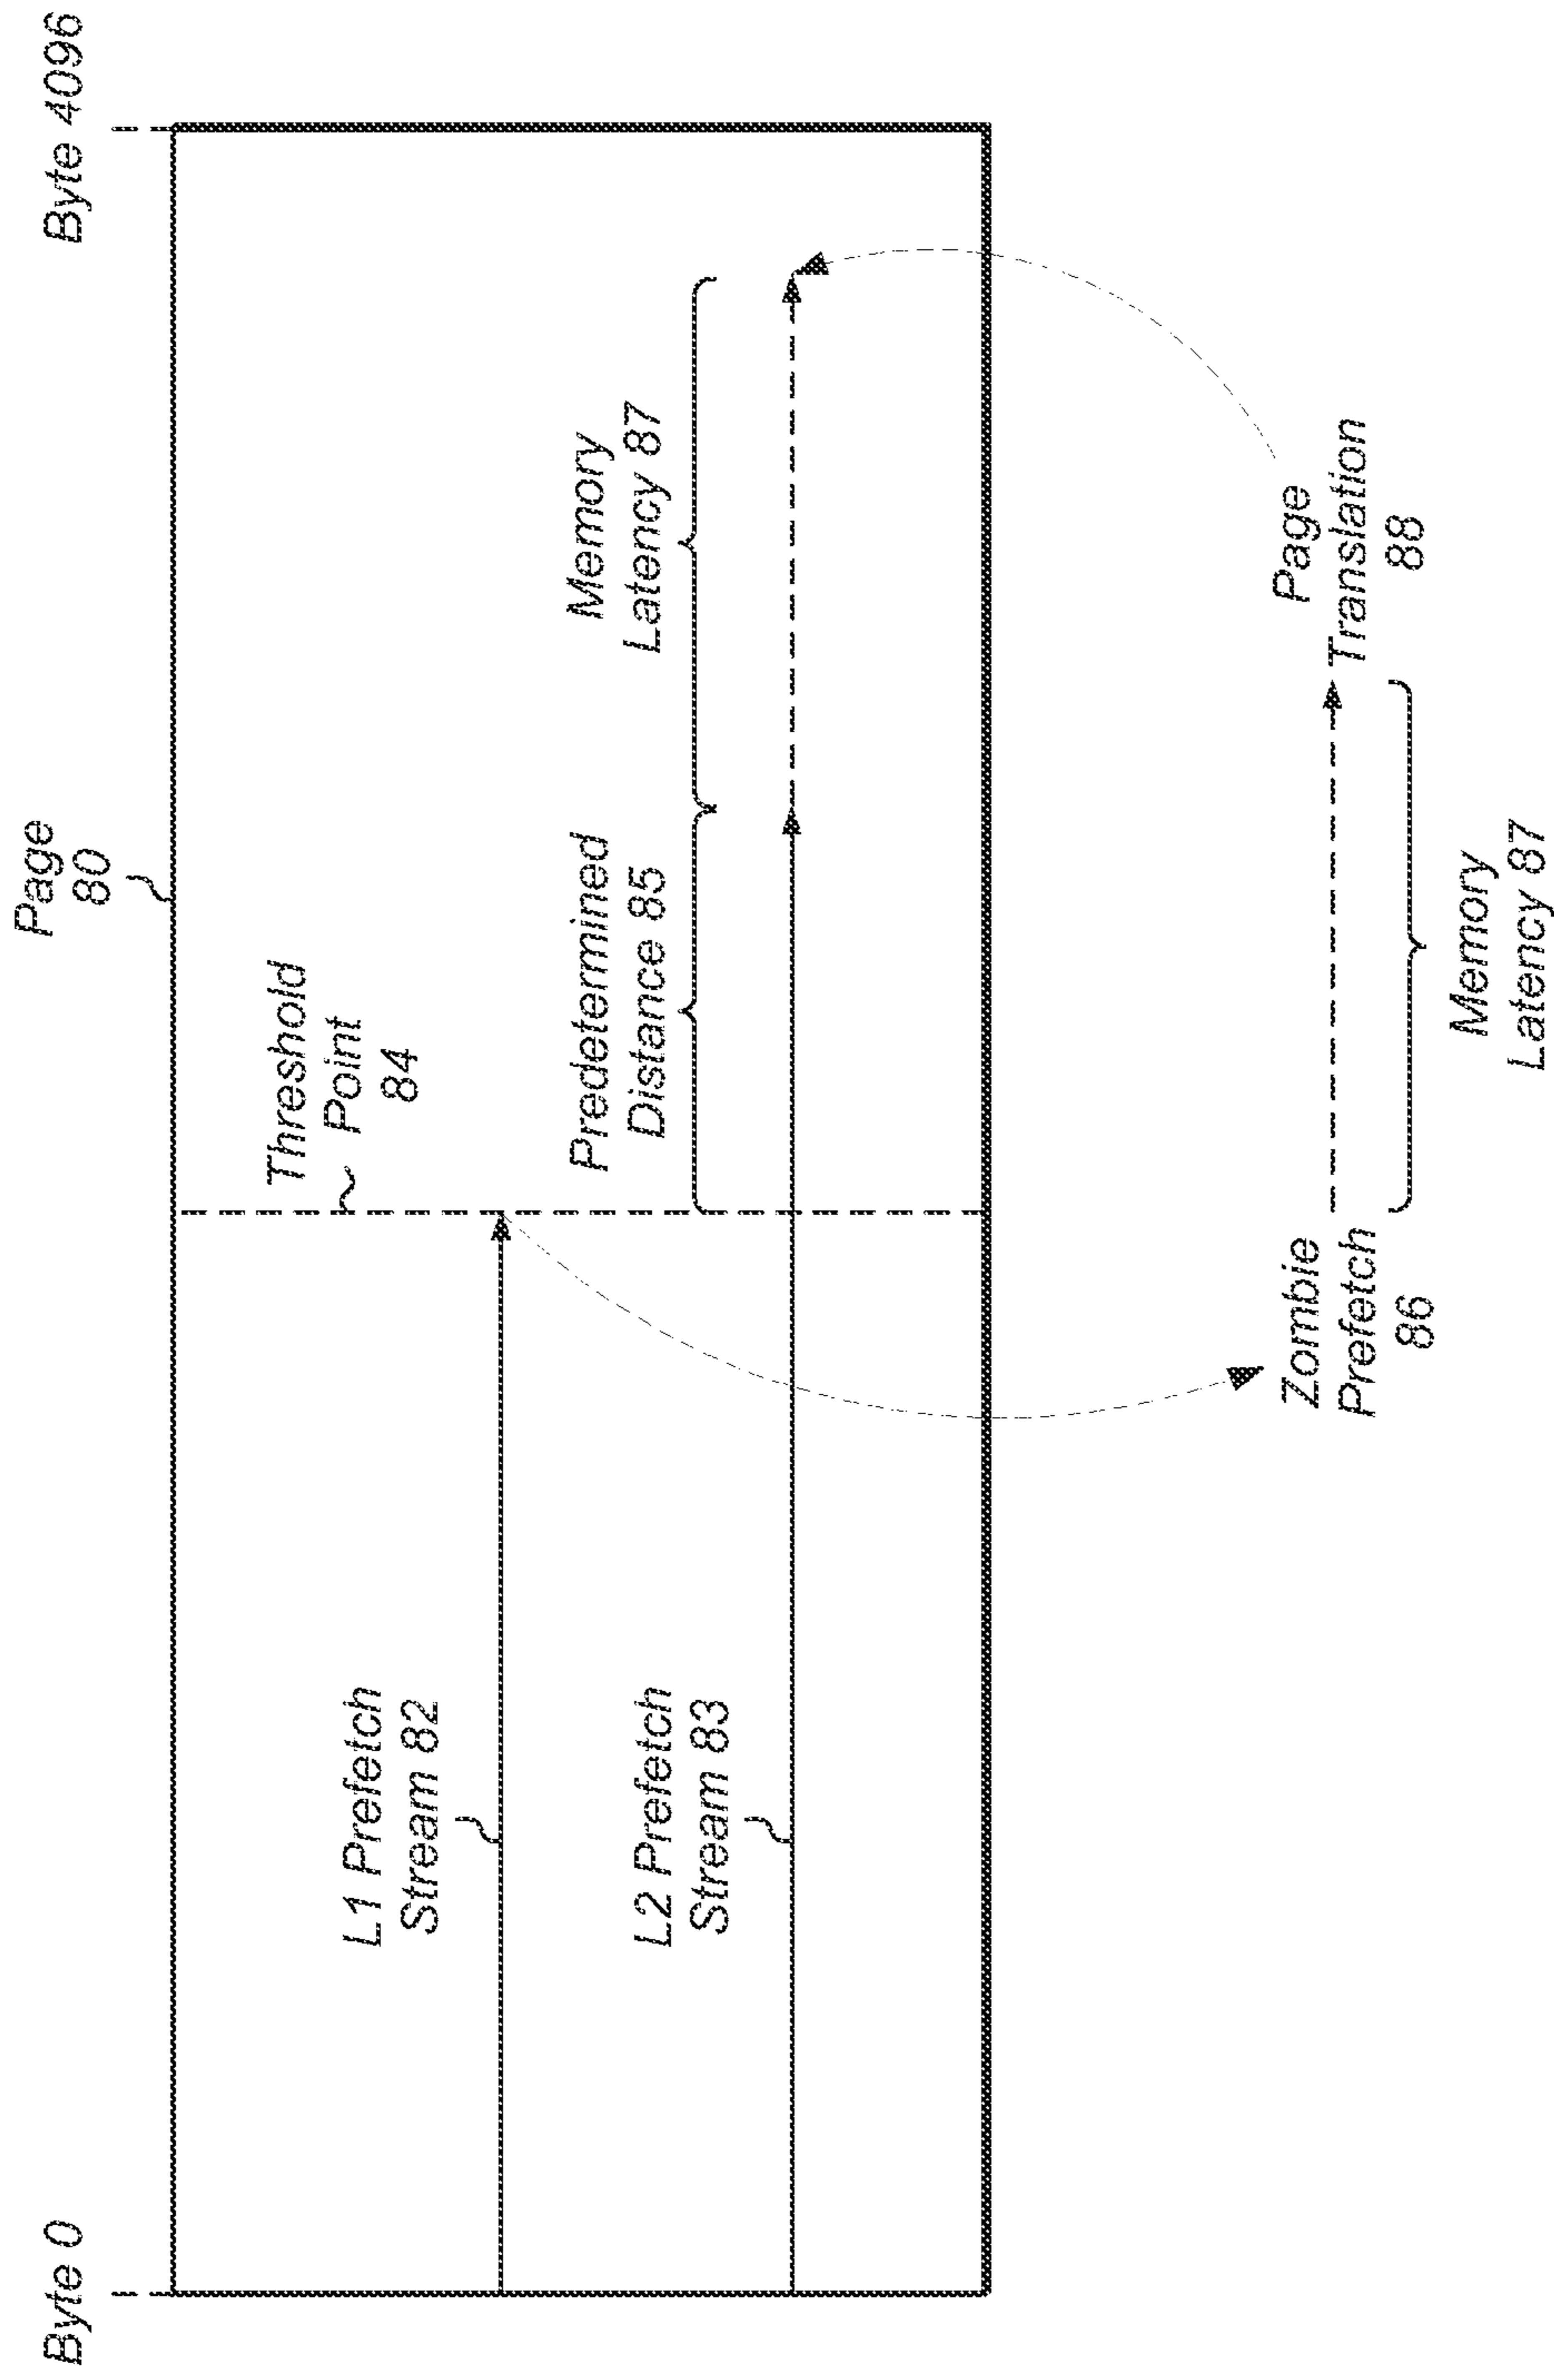 Page
80
Byte 0
Byte 4096
Threshold
Point
84
L1 Prefetch
Stream 82
Predetermined
Distance 85
Memory
Latency 87
L2 Prefetch
Stream 83
Zombie
Prefetch
86
Page
Translation
88
Memory
Latency 87